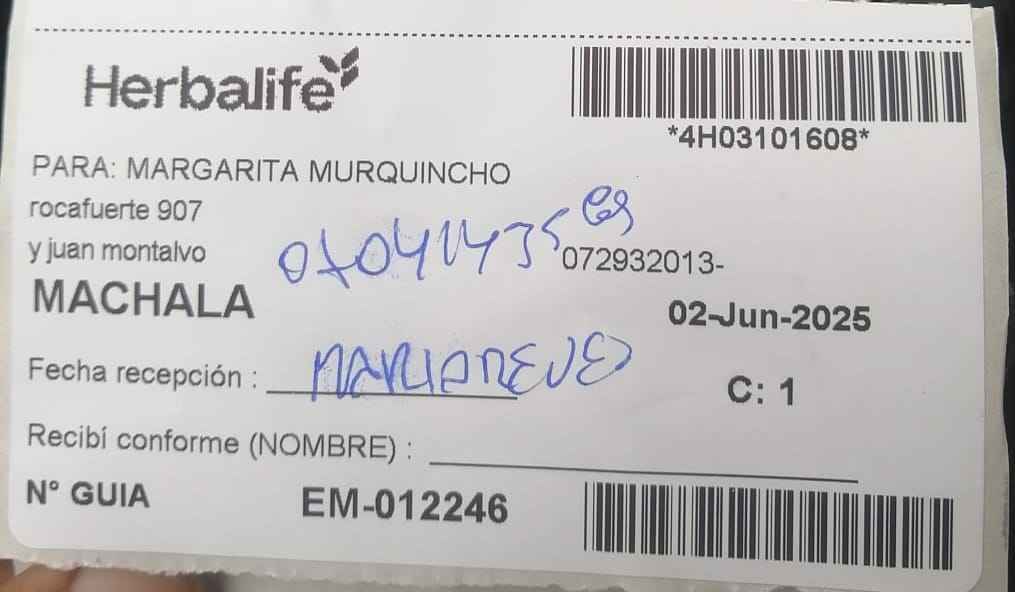 Herbalife
*4H03101608*
PARA: MARGARITA MURQUINCHO
rocafuerte 907
y juan montalvo
072932013-
MACHALA
02-Jun-2025
Fecha recepción :
C: 1
Recibí conforme (NOMBRE) :
N° GUIA EM-012246